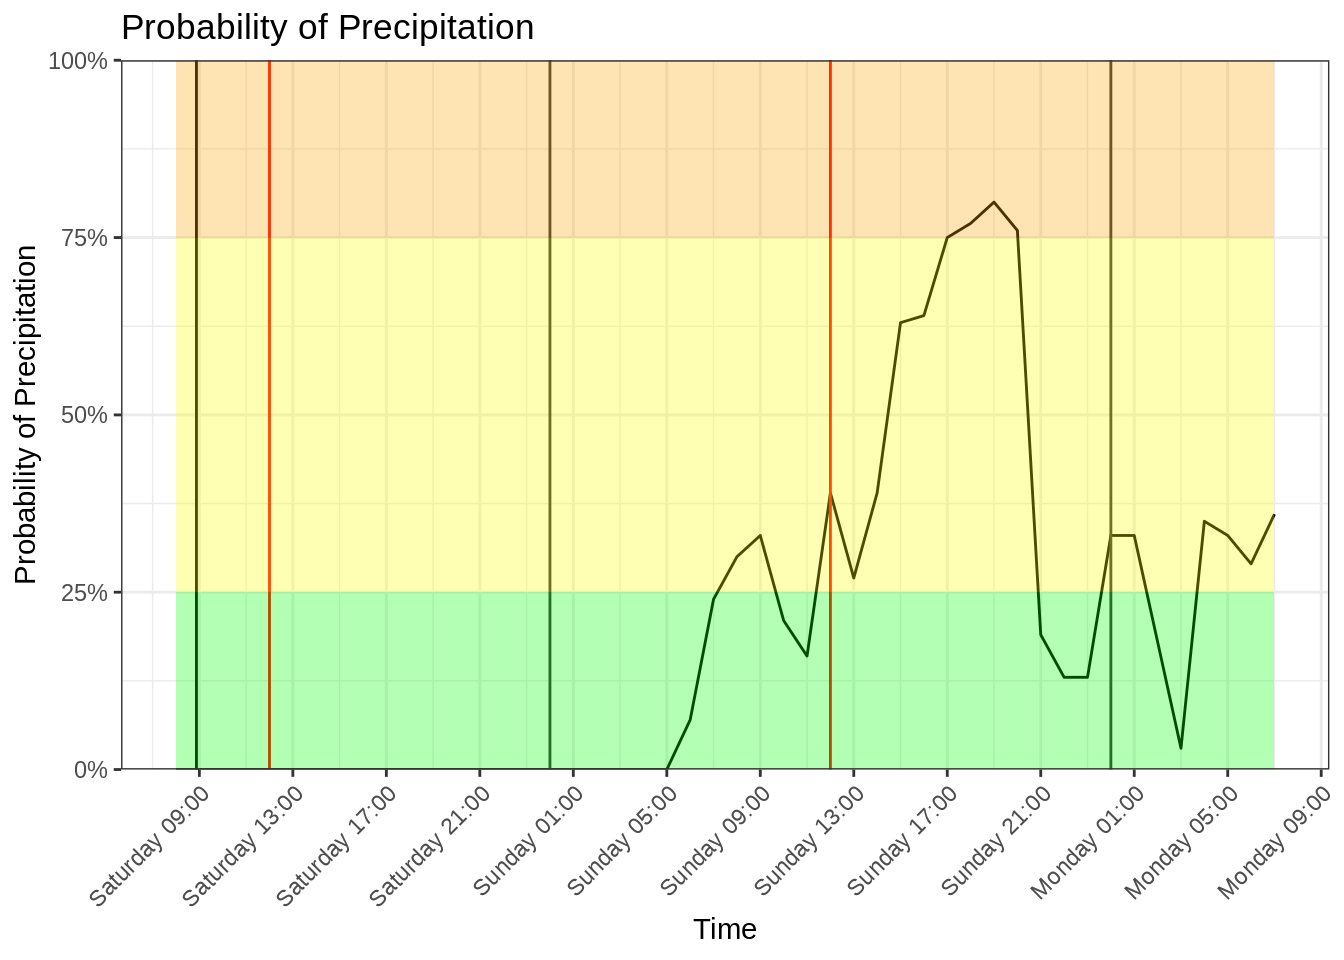 Probability of Precipitation
Probability of Precipitation
100%
75%
50%
25%
0%
Saturday 09:00
Saturday 13:00
Saturday 17:00
Saturday 21:00
Sunday 01:00
Sunday 05:00
Sunday 09:00
Sunday 13:00
Sunday 17:00
Sunday 21:00
Monday 01:00
Monday 05:00
Monday 09:00
Time